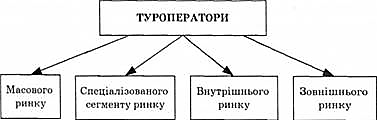 ТУРОПЕРАТОРИ
Масового
ринку
Спеціалізованого
сегменту ринку
Внутрішнього
ринку
Зовнішнього
ринку